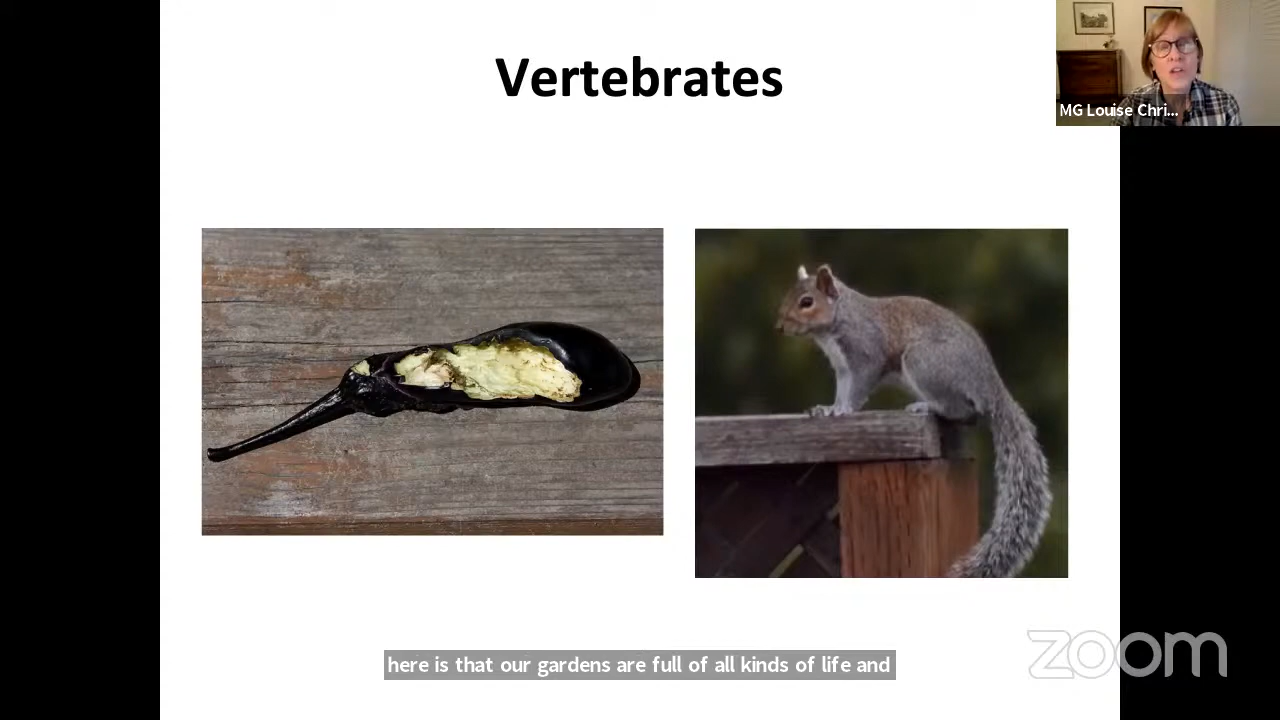 Vertebrates
MG Louise Chri...
here is that our gardens are full of all kinds of life and
zoom